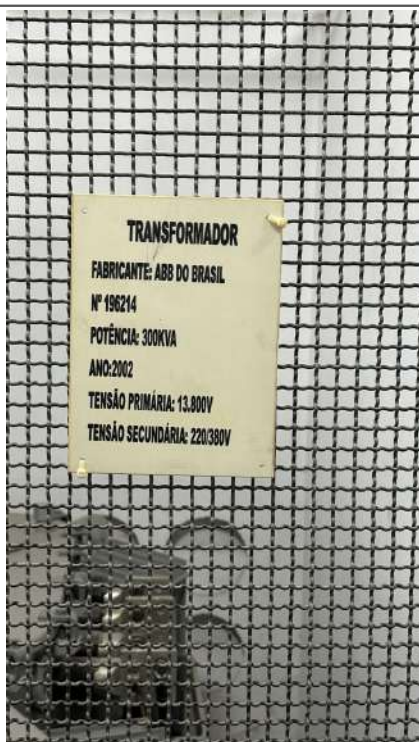 TRANSFORMADOR
FABRICANTE: ABB DO BRASIL
Nº 196214
POTÊNCIA: 300KVA
ANO:2002
TENSÃO PRIMÁRIA: 13.800V
TENSÃO SECUNDÁRIA: 220/380V